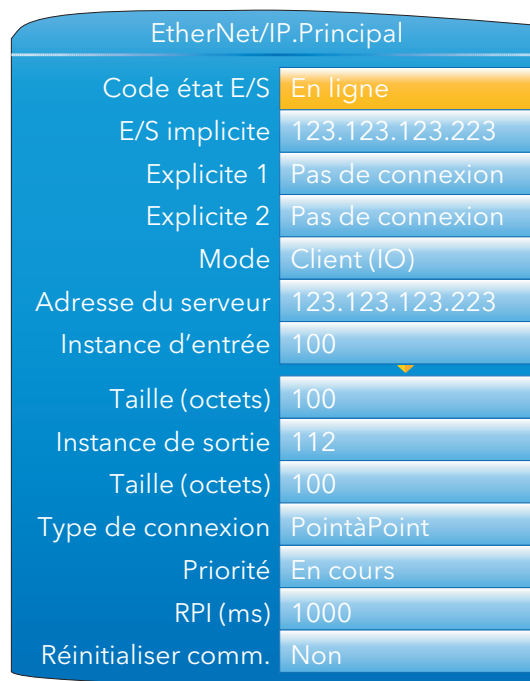 EtherNet/IP.Principal
Code état E/S En ligne
E/S implicite 123.123.123.223
Explicite 1 Pas de connexion
Explicite 2 Pas de connexion
Mode Client (IO)
Adresse du serveur 123.123.123.223
Instance d’entrée 100
Taille (octets) 100
Instance de sortie 112
Taille (octets) 100
Type de connexion PointàPoint
Priorité En cours
RPI (ms) 1000
Réinitialiser comm. Non